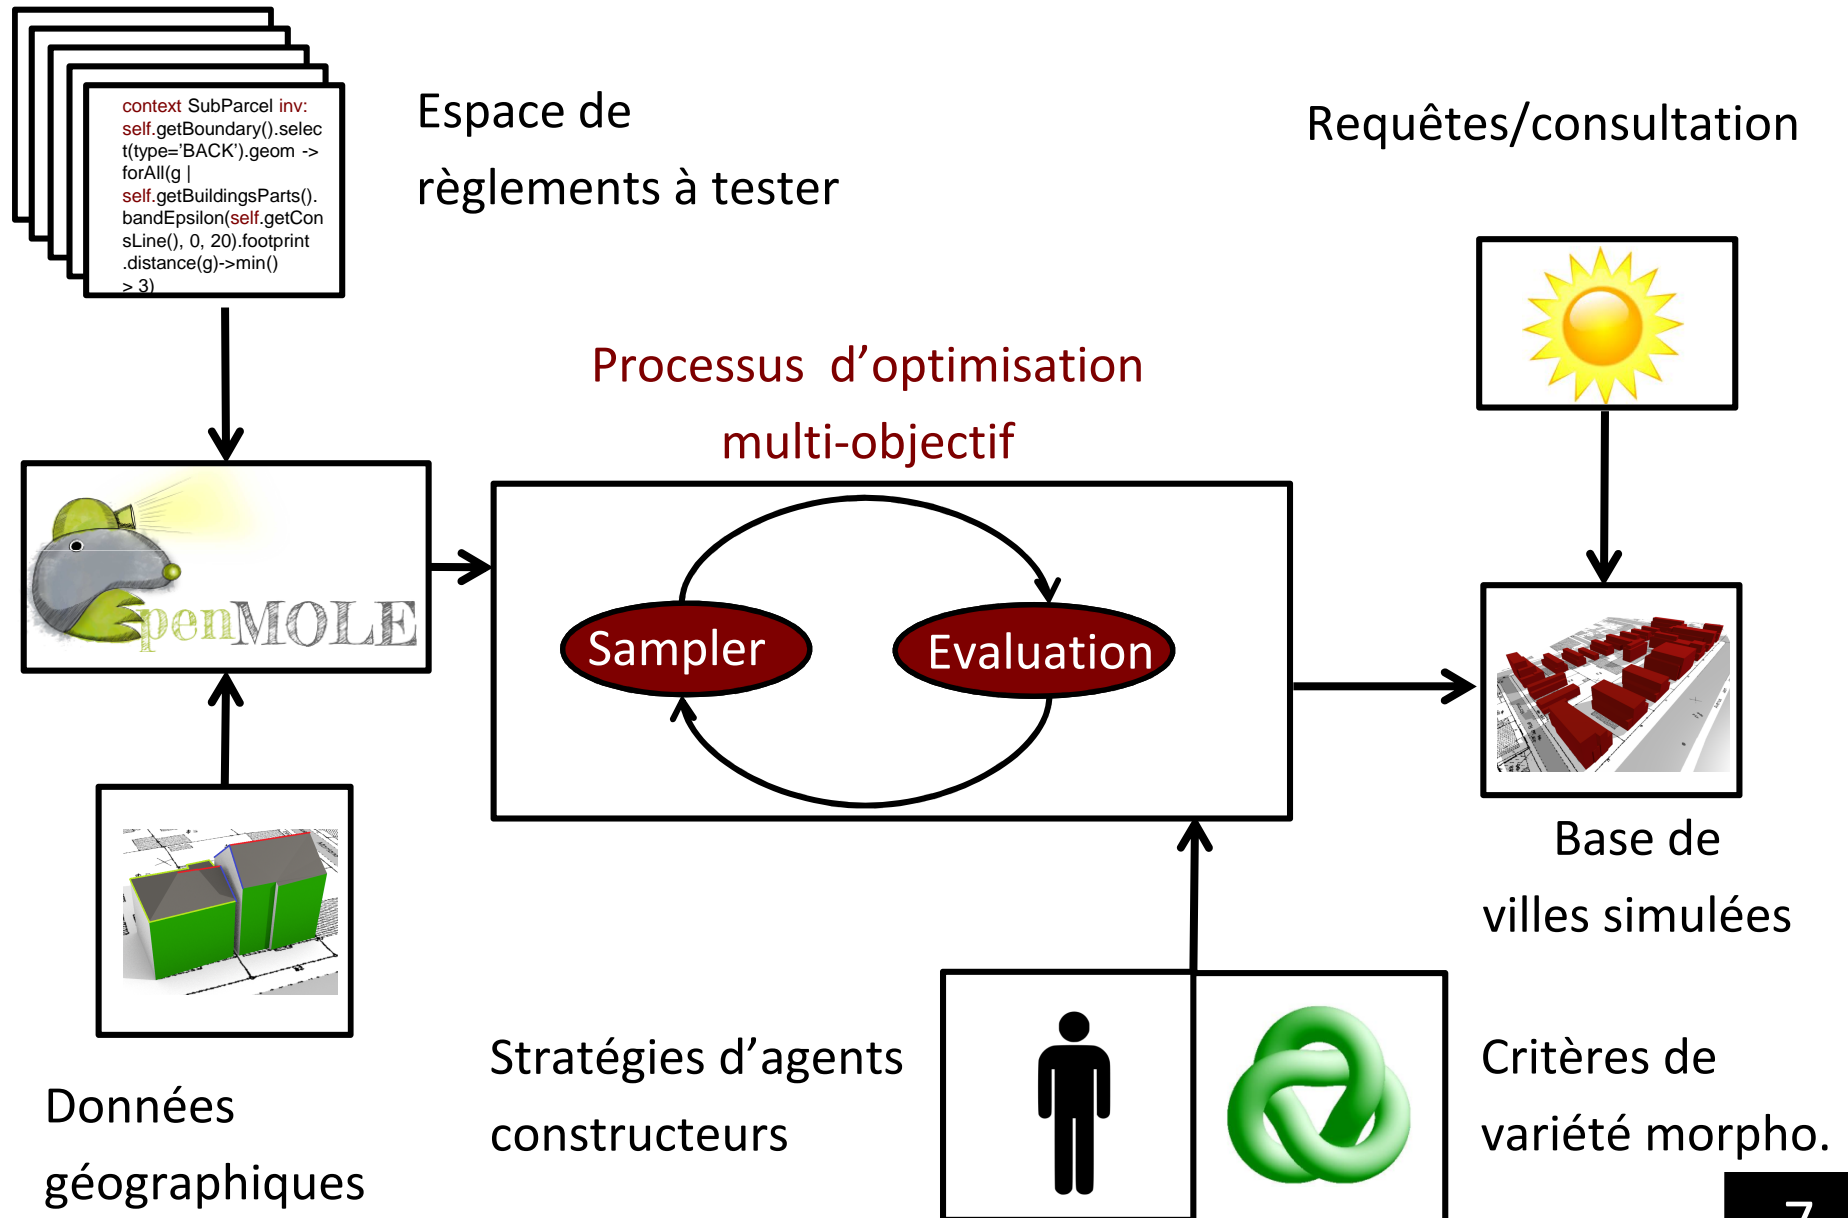 context SubParcel inv:
self.getBoundary().selec
t(type='BACK').geom ->
forAll(g |
self.getBuildingsParts().
bandEpsilon(self.getCon
sLine(), 0, 20).footprint
.distance(g)->min()
> 3)
Espace de
règlements à tester
Requêtes/consultation
Processus d’optimisation
multi-objectif
penMOLE
Sampler
Evaluation
Base de
villes simulées
Données
géographiques
Stratégies d’agents
constructeurs
Critères de
variété morpho.
7